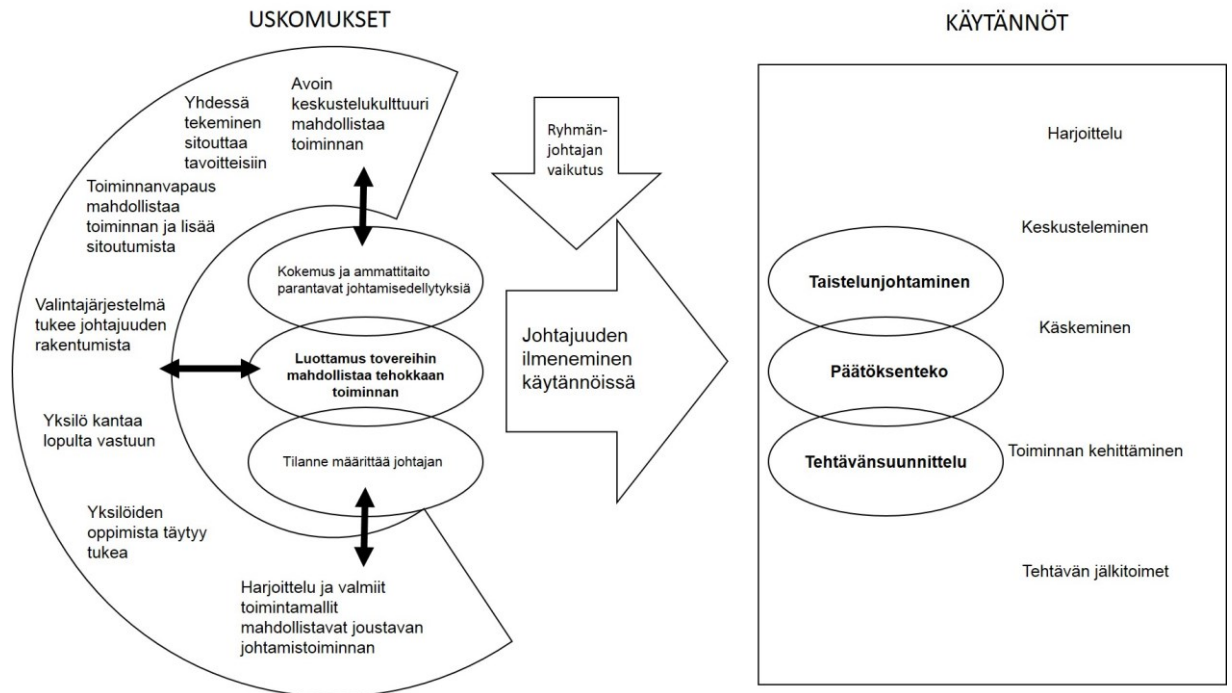 USKOMUKSET
Avoin
keskustelukulttuuri
mahdollistaa
toiminnan
Yhdessä
tekeminen
sitouttaa
tavoitteisiin
Toiminnanvapaus
mahdollistaa
toiminnan ja lisää
sitoutumista
Valintajärjestelmä
tukee johtajuuden
rakentumista
Yksilö kantaa
lopulta vastuun
Yksilöiden
oppimista täytyy
tukea
Harjoittelu ja valmiit
toimintamallit
mahdollistavat joustavan
johtamistoiminnan
Kokemus ja ammattitaito
parantavat johtamisedellytyksiä
Luottamus tovereihin
mahdollistaa tehokkaan
toiminnan
Tilanne määrittää johtajan
Ryhmän-
johtajan
vaikutus
Johtajuuden
ilmeneminen
käytännöissä
KÄYTÄNNÖT
Taistelunjohtaminen
Päätöksenteko
Tehtävänsuunnittelu
Harjoittelu
Keskusteleminen
Käskeminen
Toiminnan kehittäminen
Tehtävän jälkitoimet